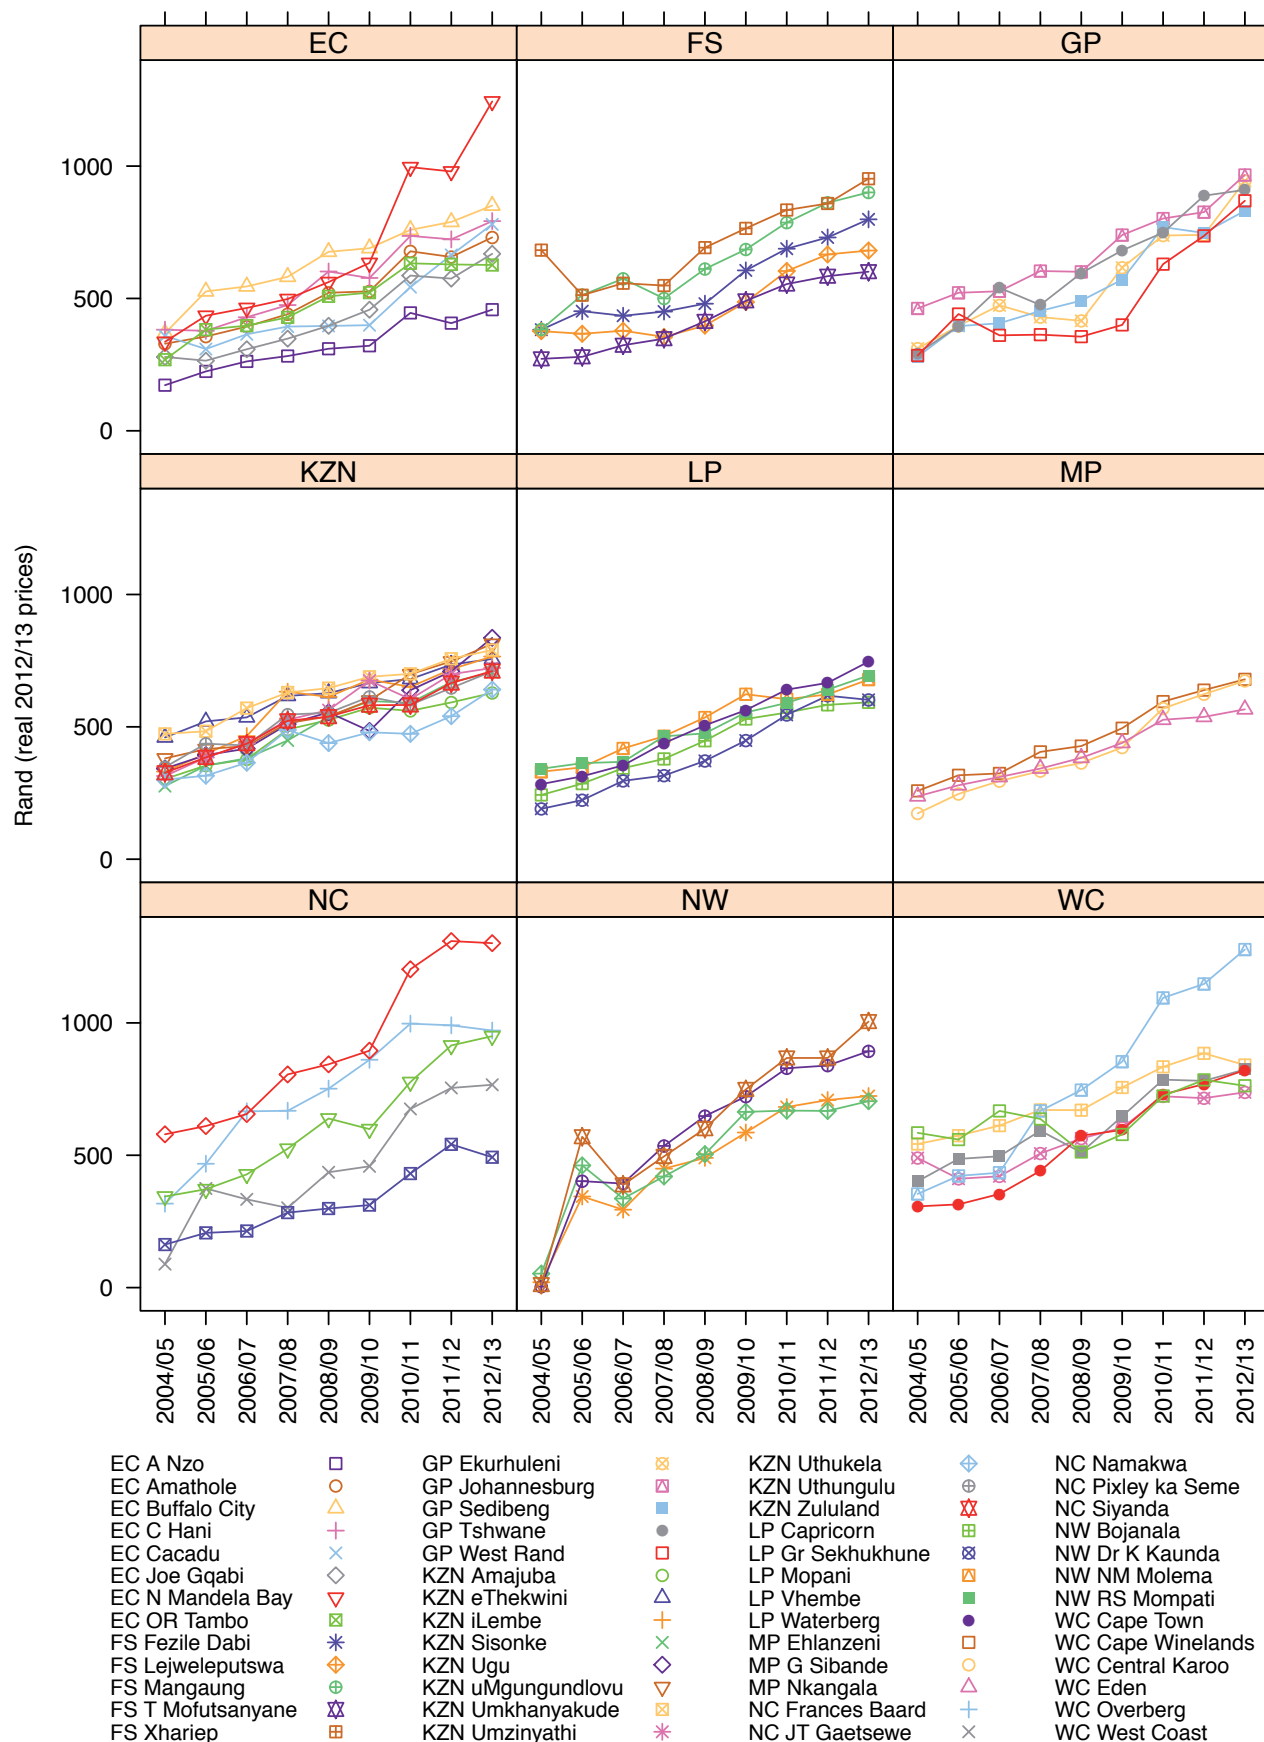 EC FS GP
1000
500
0
KZN LP MP
Rand (real 2012/13 prices)
1000
500
0
NC NW WC
1000
500
0
2004/05 2005/06 2006/07 2007/08 2008/09 2009/10 2010/11 2011/12 2012/13 2004/05 2005/06 2006/07 2007/08 2008/09 2009/10 2010/11 2011/12 2012/13 2004/05 2005/06 2006/07 2007/08 2008/09 2009/10 2010/11 2011/12 2012/13
EC A Nzo GP Ekurhuleni KZN Uthukela NC Namakwa
EC Amathole GP Johannesburg KZN Uthungulu NC Pixley ka Seme
EC Buffalo City GP Sedibeng KZN Zululand NC Siyanda
EC C Hani GP Tshwane LP Capricorn NW Bojanala
EC Cacadu GP West Rand LP Gr Sekhukhune NW Dr K Kaunda
EC Joe Gqabi KZN Amajuba LP Mopani NW NM Molema
EC N Mandela Bay KZN eThekwini LP Vhembe NW RS Mompati
EC OR Tambo KZN iLembe LP Waterberg WC Cape Town
FS Fezile Dabi KZN Sisonke MP Ehlanzeni WC Cape Winelands
FS Lejweleputswa KZN Ugu MP G Sibande WC Central Karoo
FS Mangaung KZN uMgungundlovu MP Nkangala WC Eden
FS T Mofutsanyane KZN Umkhanyakude NC Frances Baard WC Overberg
FS Xhariep KZN Umzinyathi NC JT Gaetsewe WC West Coast